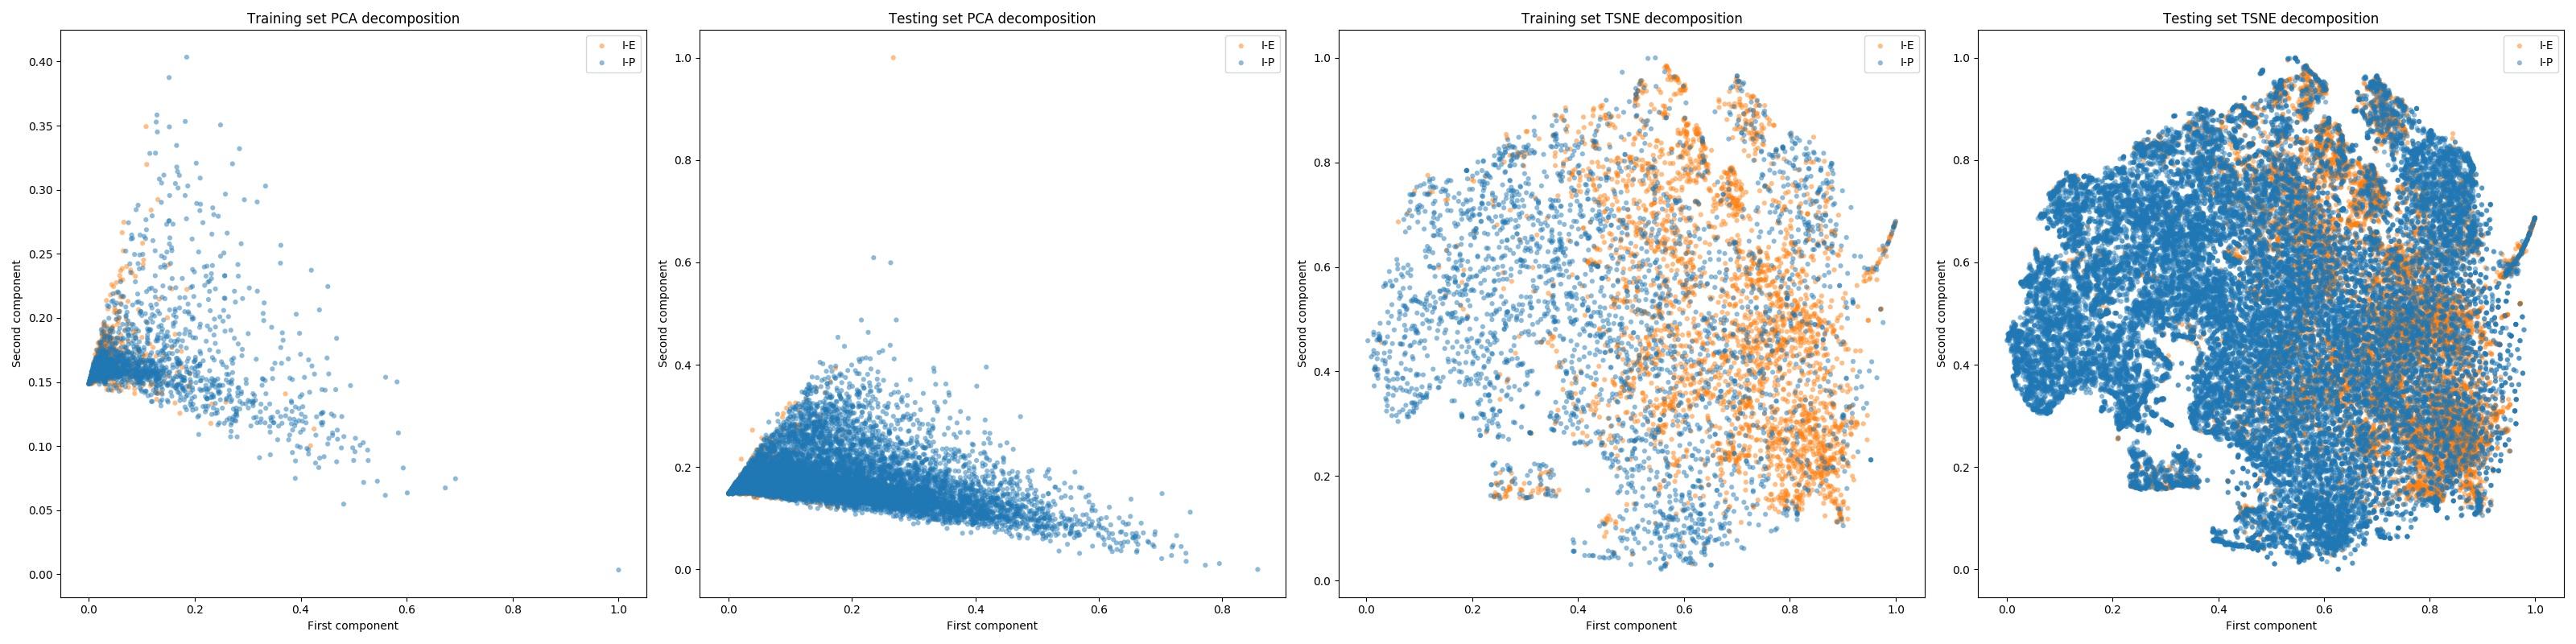 Training set PCA decomposition
I-E
I-P
0.40
0.35
0.30
0.25
0.20
0.15
0.10
0.05
0.00
Second component
0.0 0.2 0.4 0.6 0.8 1.0
First component
Testing set PCA decomposition
I-E
I-P
1.0
0.8
0.6
0.4
0.2
0.0
Second component
0.0 0.2 0.4 0.6 0.8
First component
Training set TSNE decomposition
I-E
I-P
1.0
0.8
0.6
0.4
0.2
0.0
Second component
0.0 0.2 0.4 0.6 0.8 1.0
First component
Testing set TSNE decomposition
I-E
I-P
1.0
0.8
0.6
0.4
0.2
0.0
Second component
0.0 0.2 0.4 0.6 0.8 1.0
First component